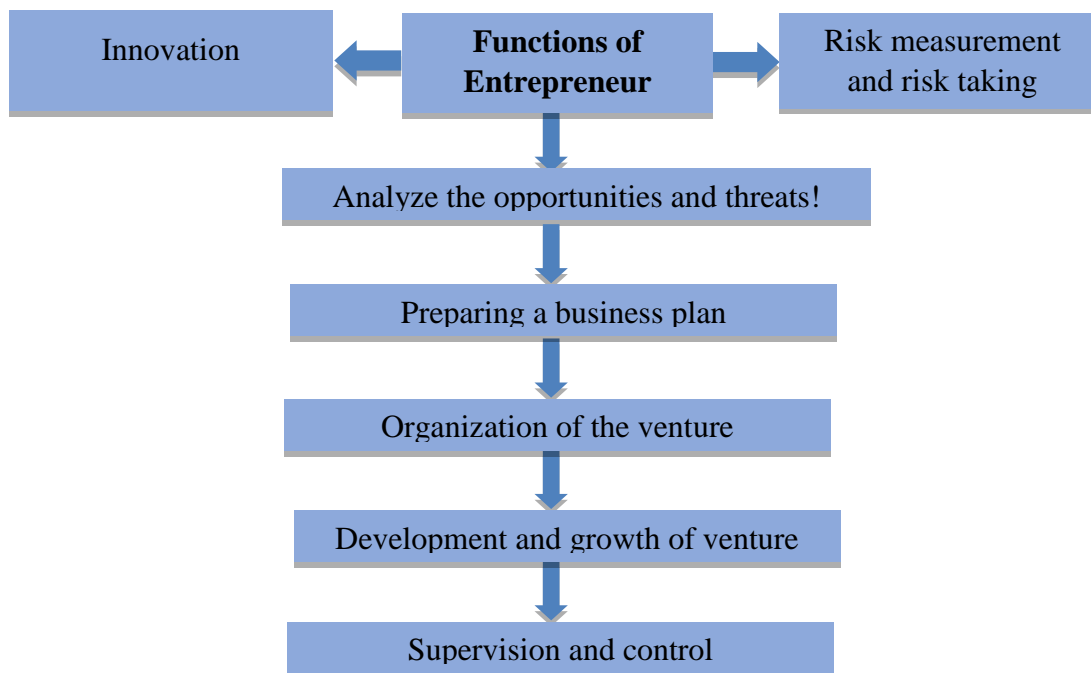 Innovation
Functions of
Entrepreneur
Risk measurement
and risk taking
Analyze the opportunities and threats!
Preparing a business plan
Organization of the venture
Development and growth of venture
Supervision and control